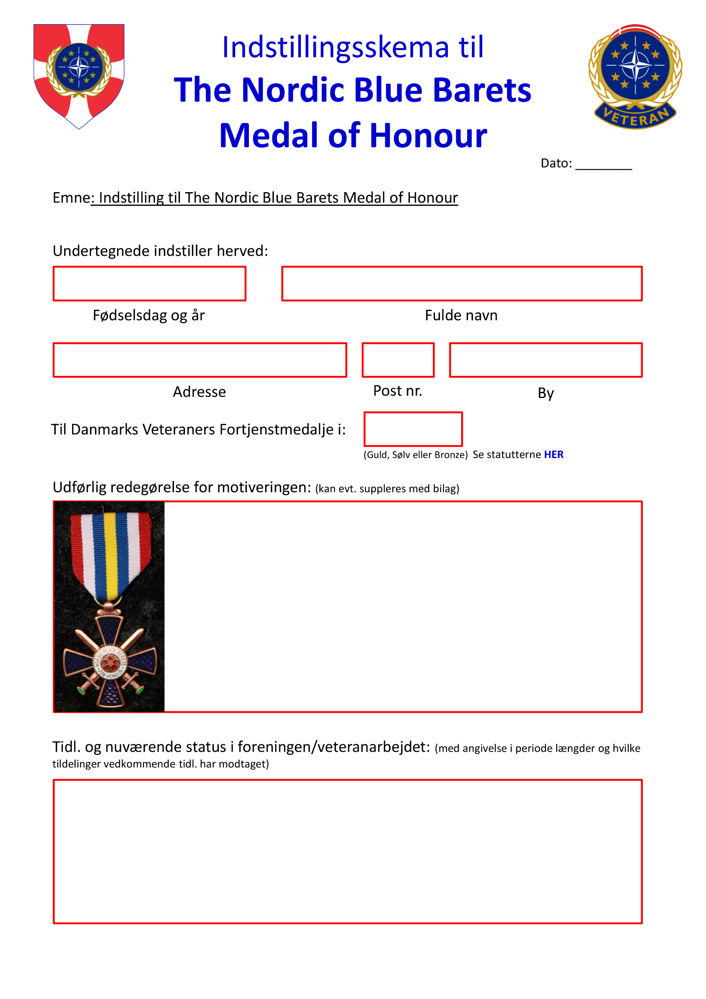 Indstillingsskema til
The Nordic Blue Barets
Medal of Honour
VETERAN
Dato: ________
Emne: Indstilling til The Nordic Blue Barets Medal of Honour
Undertegnede indstiller herved:
Fødselsdag og år
Fulde navn
Adresse
Post nr.
By
Til Danmarks Veteraners Fortjenstmedalje i:
(Guld, Sølv eller Bronze) Se statutterne HER
Udførlig redegørelse for motiveringen: (kan evt. suppleres med bilag)
NORDIC PEACE BERETS
FOR HONOUR
Tidl. og nuværende status i foreningen/veteranarbejdet: (med angivelse i periode længder og hvilke
tildelinger vedkommende tidl. har modtaget)